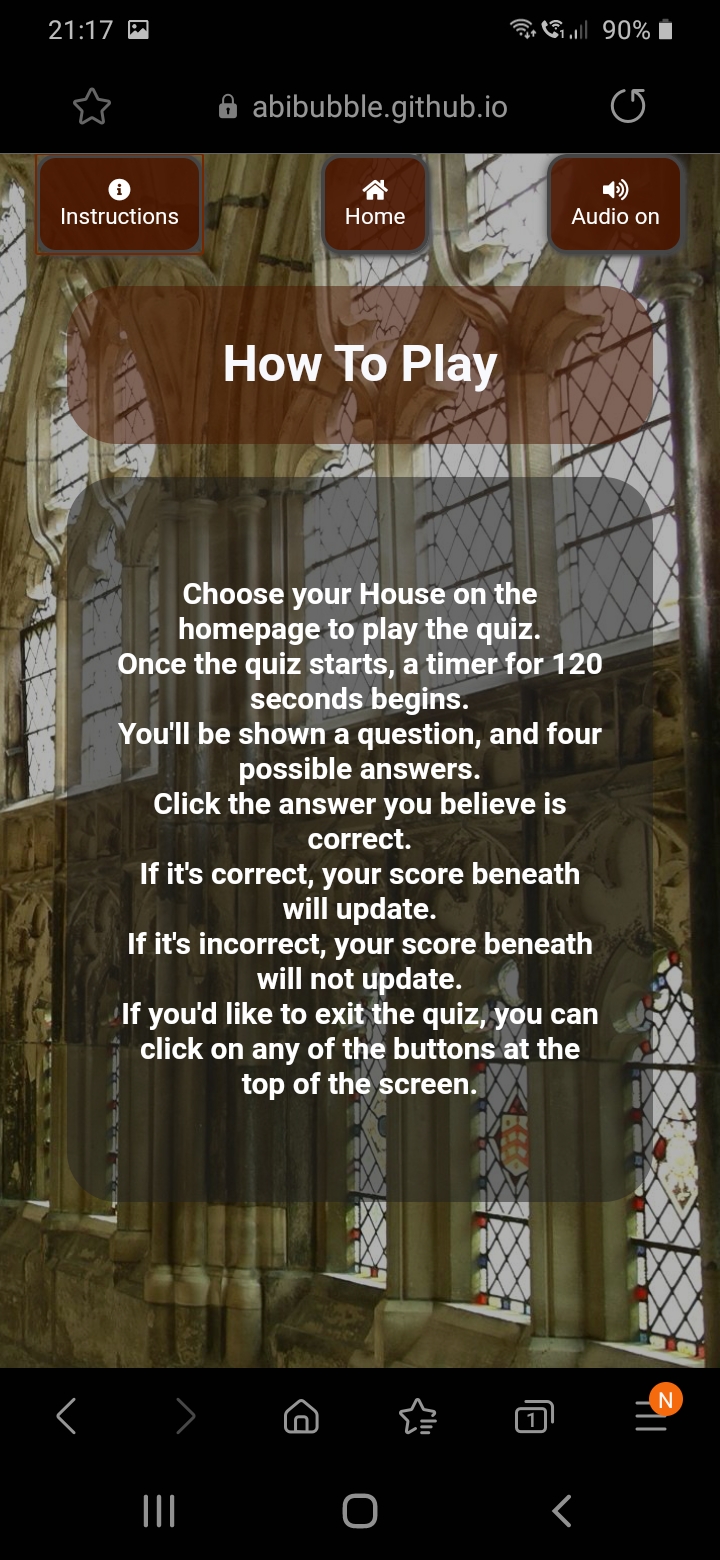 21:17
90%
abibubble.github.io
Instructions
Home
Audio on
How To Play
Choose your House on the
homepage to play the quiz.
Once the quiz starts, a timer for 120
seconds begins.
You'll be shown a question, and four
possible answers.
Click the answer you believe is
correct.
If it's correct, your score beneath
will update.
If it's incorrect, your score beneath
will not update.
If you'd like to exit the quiz, you can
click on any of the buttons at the
top of the screen.
1
N